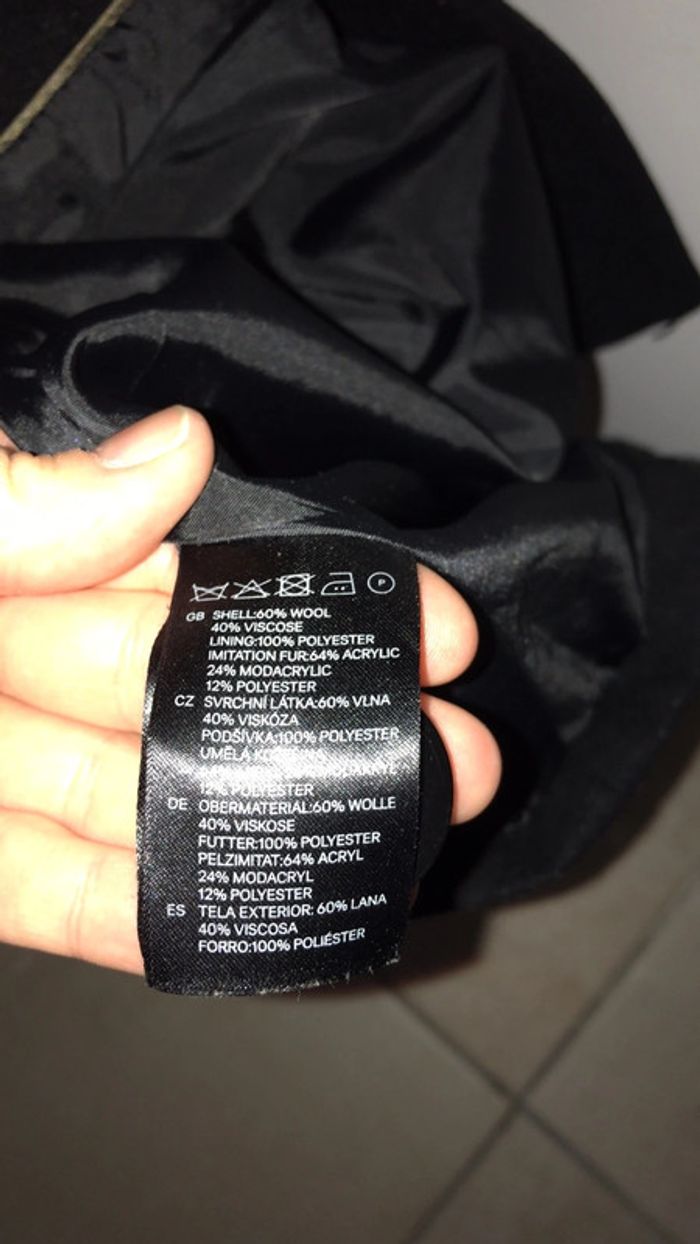 P
GB SHELL:60% WOOL
40% VISCOSE
LINING:100% POLYESTER
IMITATION FUR:64% ACRYLIC
24% MODACRYLIC
12% POLYESTER
CZ SVRCHNÍ LÁTKA:60% VLNA
40% VISKÓZA
PODŠÍVKA:100% POLYESTER
UMĚLÁ
12% POLYESTER
DE OBERMATERIAL:60% WOLLE
40% VISKOSE
FUTTER:100% POLYESTER
PELZIMITAT:64% ACRYL
24% MODACRYL
12% POLYESTER
ES TELA EXTERIOR: 60% LANA
40% VISCOSA
FORRO:100% POLIÉSTER